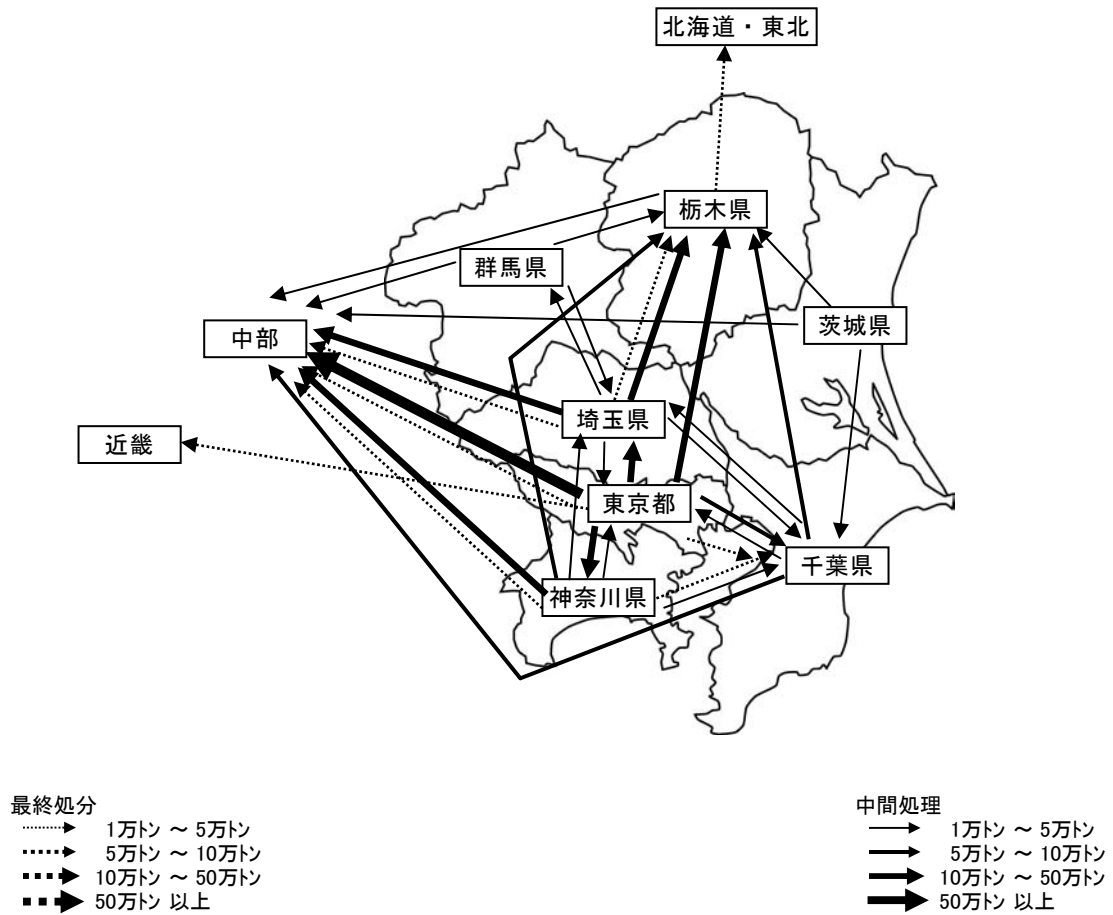 北海道・東北
栃木県
群馬県
茨城県
中部
埼玉県
近畿
東京都
千葉県
神奈川県
最終処分
1万トン ～ 5万トン
5万トン ～ 10万トン
10万トン ～ 50万トン
50万トン 以上
中間処理
1万トン ～ 5万トン
5万トン ～ 10万トン
10万トン ～ 50万トン
50万トン 以上